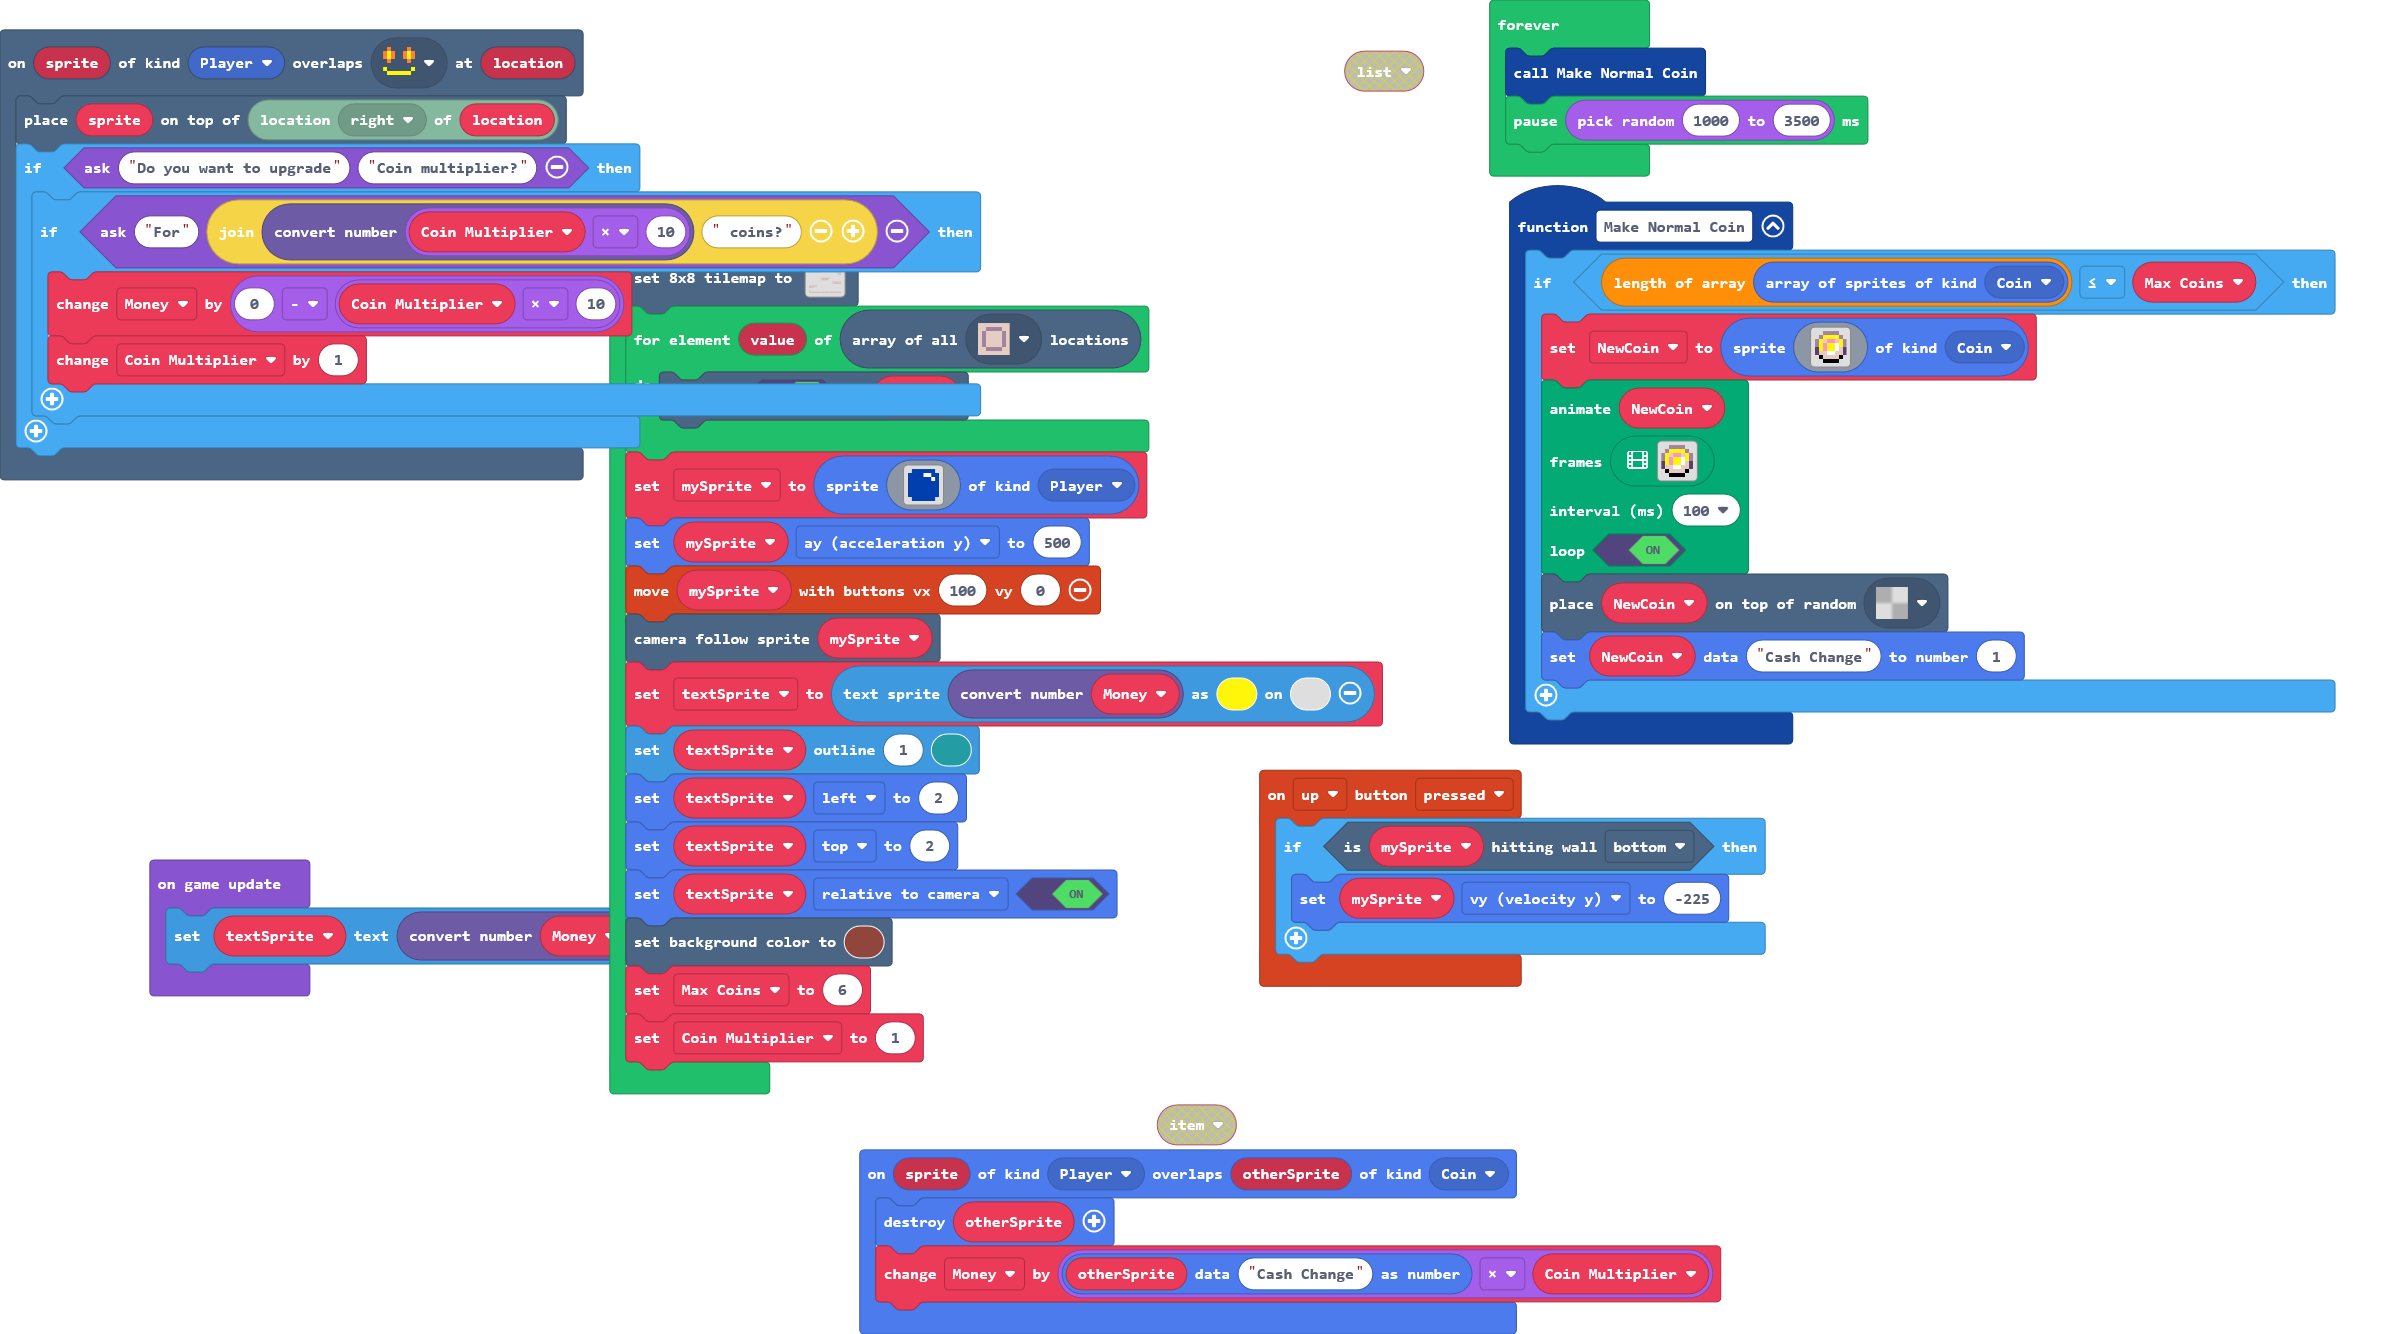 on sprite of kind Player overlaps at location
place sprite on top of location right of location
if ask "Do you want to upgrade" "Coin multiplier?" then
if ask "For" join convert number Coin Multiplier × 10 " coins?" then
change Money by 0 - Coin Multiplier × 10
change Coin Multiplier by 1
set 8x8 tilemap to
for element value of array of all locations
set mySprite to sprite of kind Player
set mySprite ay (acceleration y) to 500
move mySprite with buttons vx 100 vy 0
camera follow sprite mySprite
set textSprite to text sprite convert number Money as on
set textSprite outline 1
set textSprite left to 2
set textSprite top to 2
set textSprite relative to camera ON
set background color to
set Max Coins to 6
set Coin Multiplier to 1
on game update
set textSprite text convert number Money
list
forever
call Make Normal Coin
pause pick random 1000 to 3500 ms
function Make Normal Coin
if length of array array of sprites of kind Coin ≤ Max Coins then
set NewCoin to sprite of kind Coin
animate NewCoin
frames
interval (ms) 100
loop ON
place NewCoin on top of random
set NewCoin data "Cash Change" to number 1
on up button pressed
if is mySprite hitting wall bottom then
set mySprite vy (velocity y) to -225
item
on sprite of kind Player overlaps otherSprite of kind Coin
destroy otherSprite
change Money by otherSprite data "Cash Change" as number × Coin Multiplier